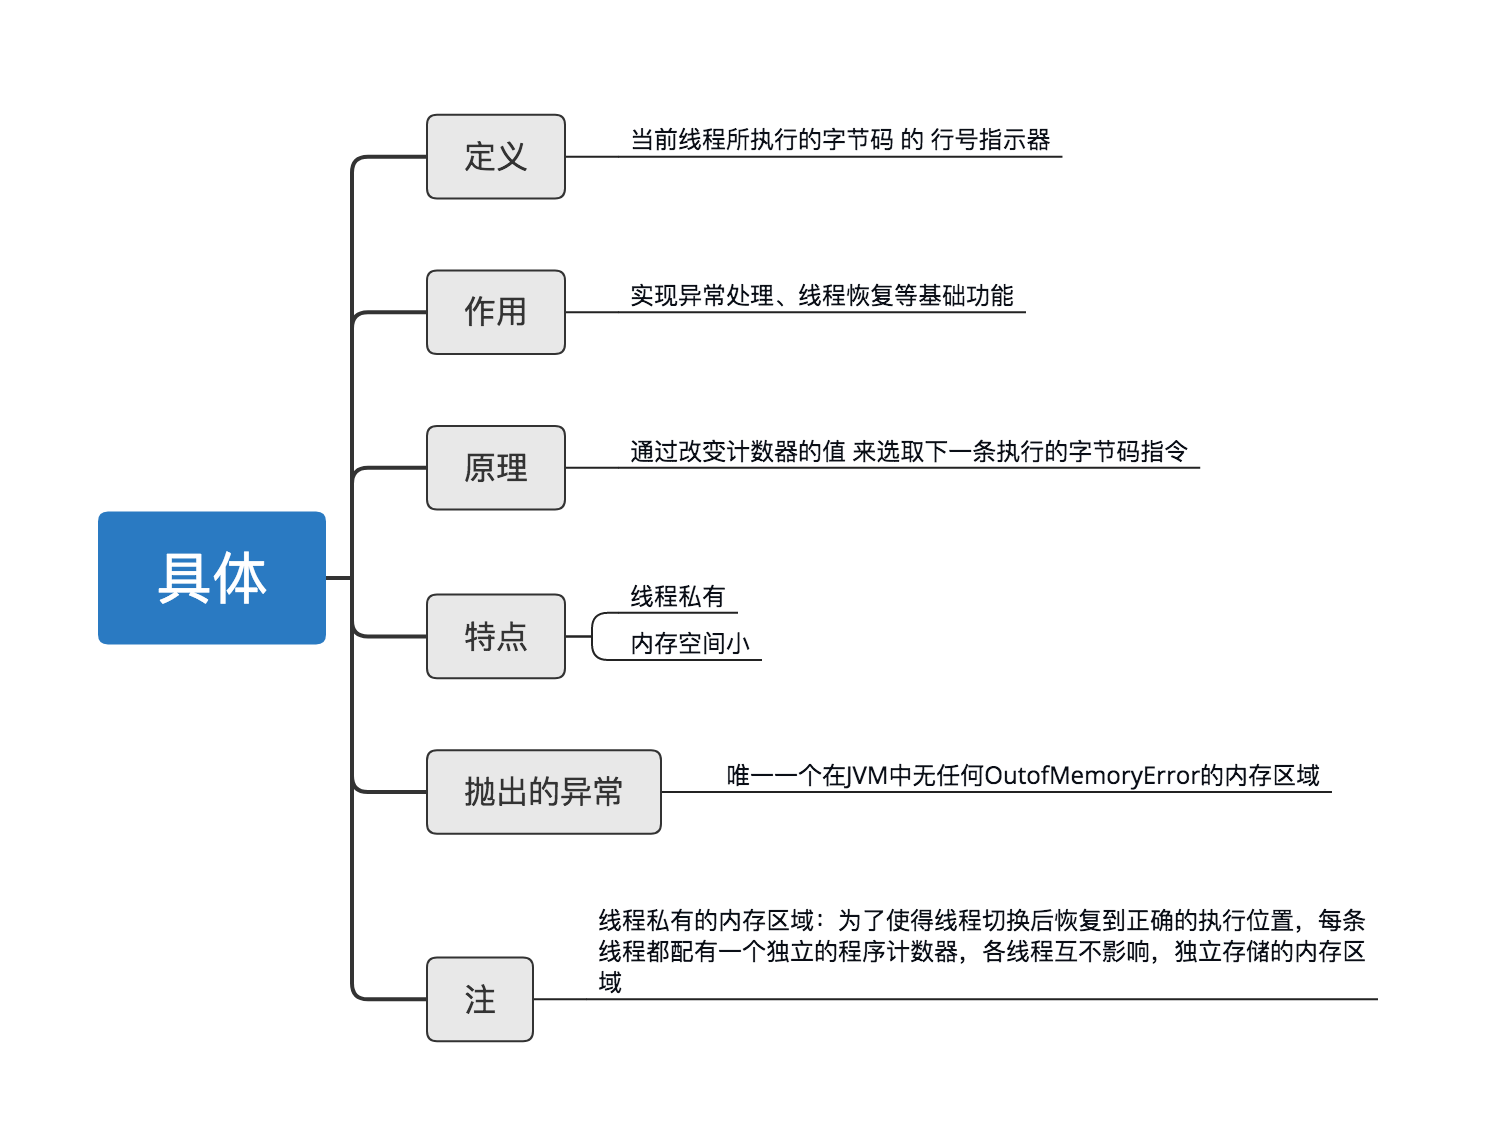 定义
当前线程所执行的字节码 的 行号指示器
作用
实现异常处理、线程恢复等基础功能
原理
通过改变计数器的值 来选取下一条执行的字节码指令
具体
特点
线程私有
内存空间小
抛出的异常
唯一一个在JVM中无任何OutofMemoryError的内存区域
注
线程私有的内存区域：为了使得线程切换后恢复到正确的执行位置，每条
线程都配有一个独立的程序计数器，各线程互不影响，独立存储的内存区
域